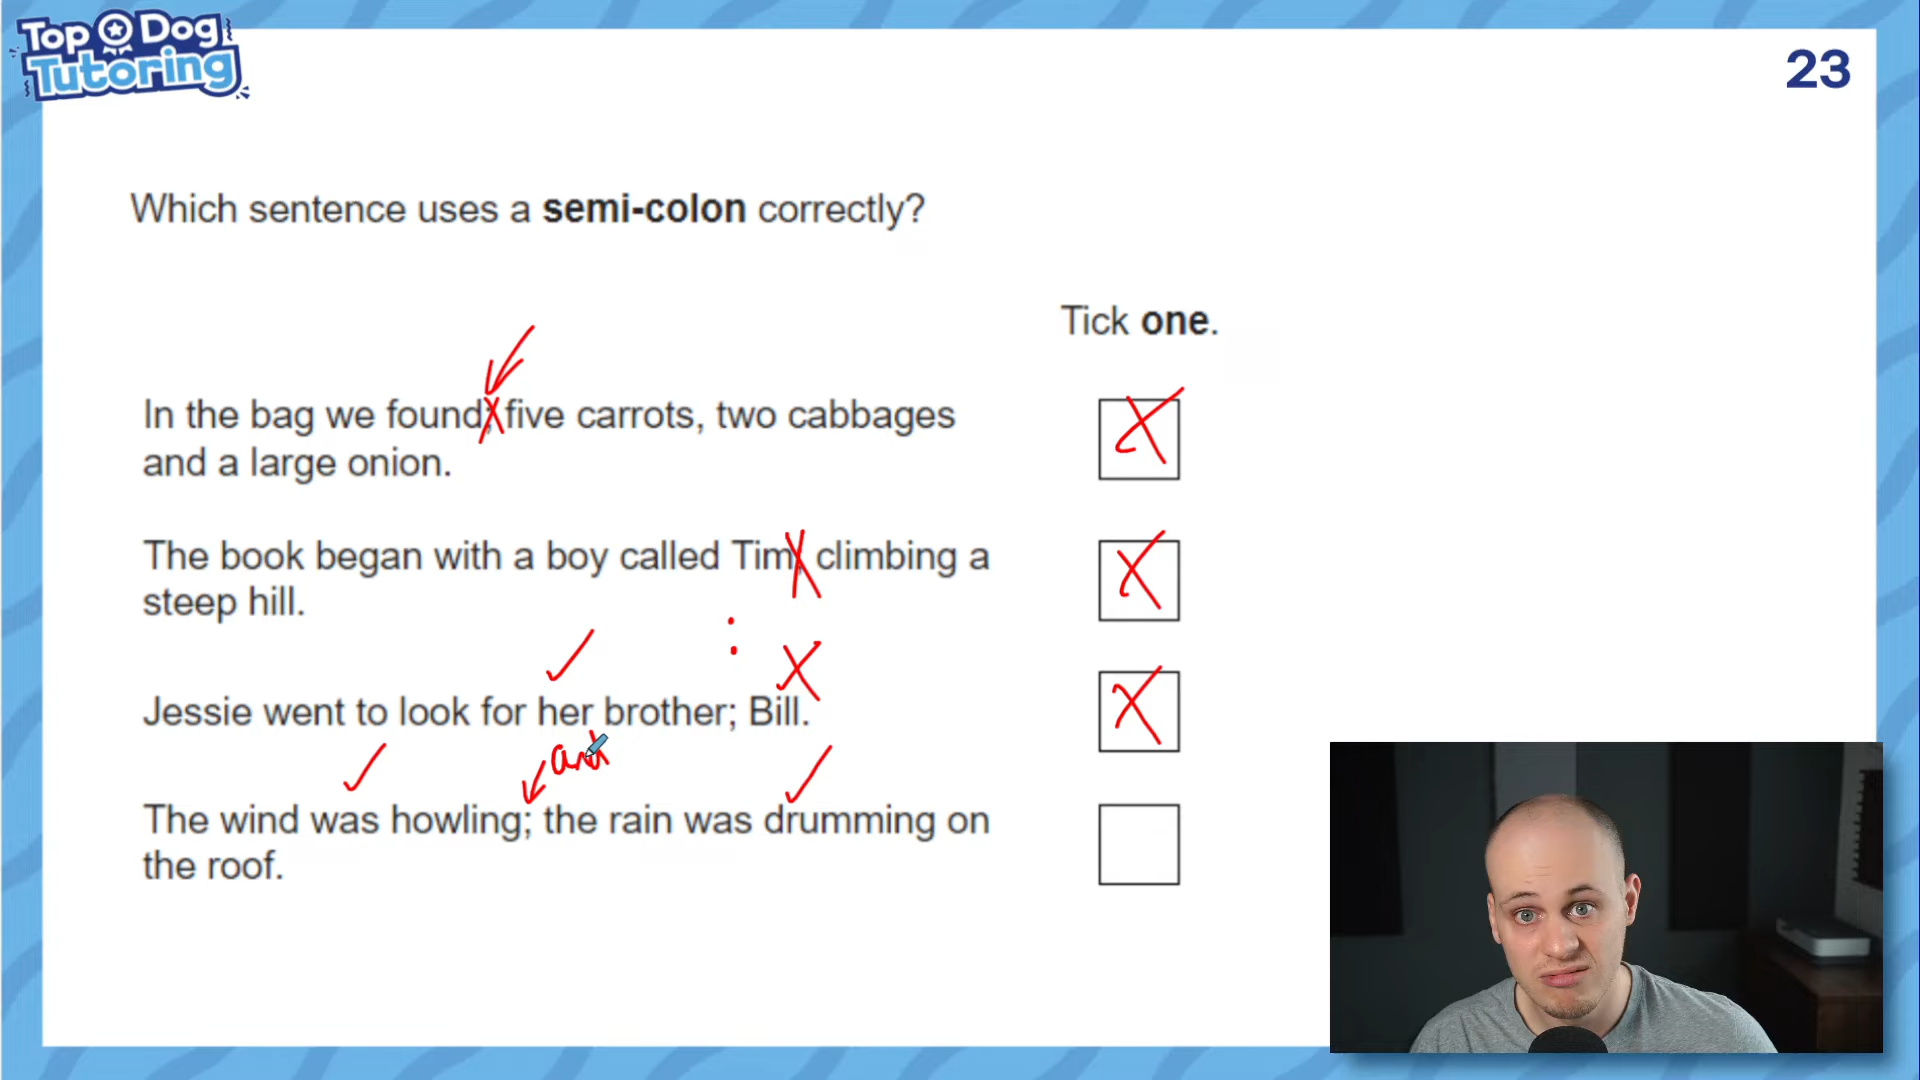 Top Dog
Tutoring
23
Which sentence uses a semi-colon correctly?
Tick one.
In the bag we found; five carrots, two cabbages
and a large onion.
The book began with a boy called Tim; climbing a
steep hill.
:
Jessie went to look for her brother; Bill.
and
The wind was howling; the rain was drumming on
the roof.